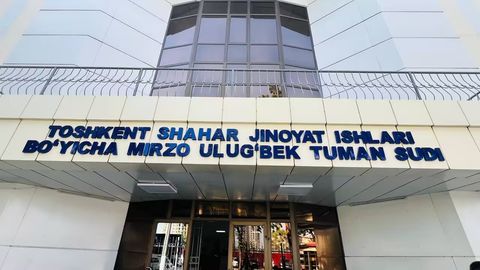 TOSHKENT SHAHAR JINOYAT ISHLARI
BO‘YICHA MIRZO ULUG‘BEK TUMAN SUDI